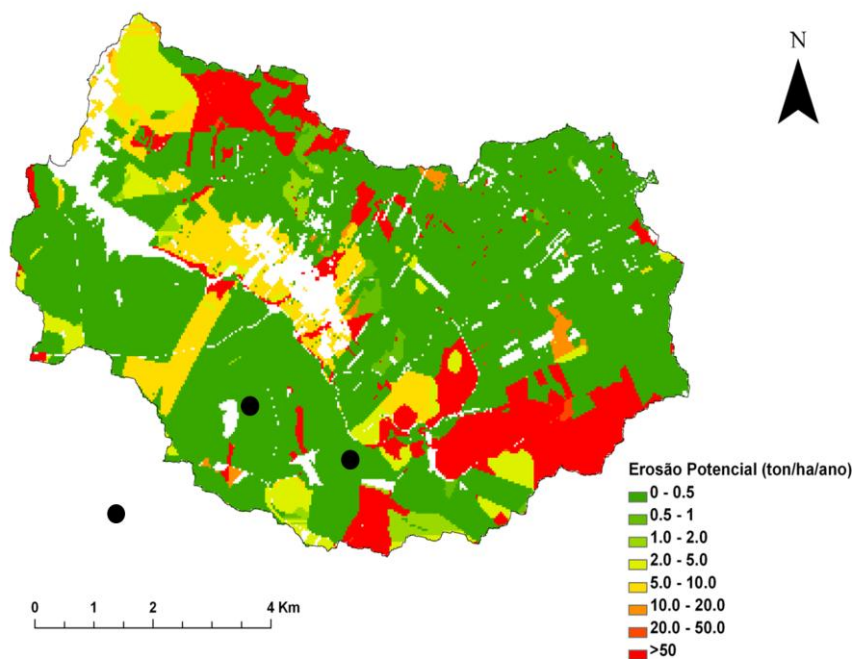 N
Erosão Potencial (ton/ha/ano)
0 - 0.5
0.5 - 1
1.0 - 2.0
2.0 - 5.0
5.0 - 10.0
10.0 - 20.0
20.0 - 50.0
>50
0 1 2 4 Km